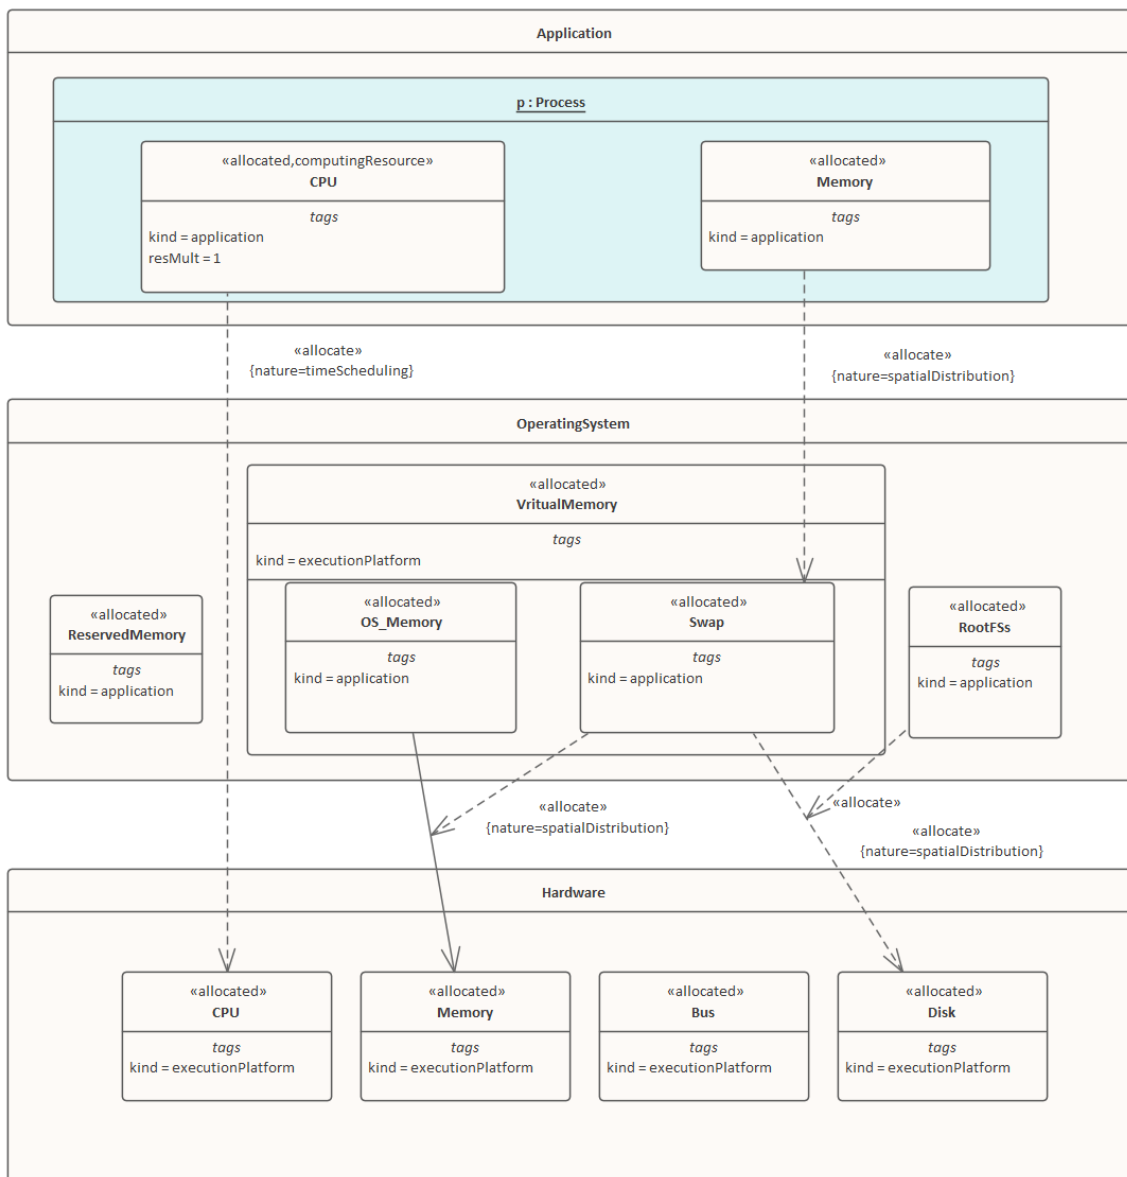 Application
p : Process
«allocated,computingResource»
CPU
tags
kind = application
resMult = 1
«allocated»
Memory
tags
kind = application
«allocate»
{nature=timeScheduling}
«allocate»
{nature=spatialDistribution}
OperatingSystem
«allocated»
VritualMemory
tags
kind = executionPlatform
«allocated»
ReservedMemory
tags
kind = application
«allocated»
OS_Memory
tags
kind = application
«allocated»
Swap
tags
kind = application
«allocated»
RootFSs
tags
kind = application
«allocate»
{nature=spatialDistribution}
«allocate»
«allocate»
{nature=spatialDistribution}
Hardware
«allocated»
CPU
tags
kind = executionPlatform
«allocated»
Memory
tags
kind = executionPlatform
«allocated»
Bus
tags
kind = executionPlatform
«allocated»
Disk
tags
kind = executionPlatform